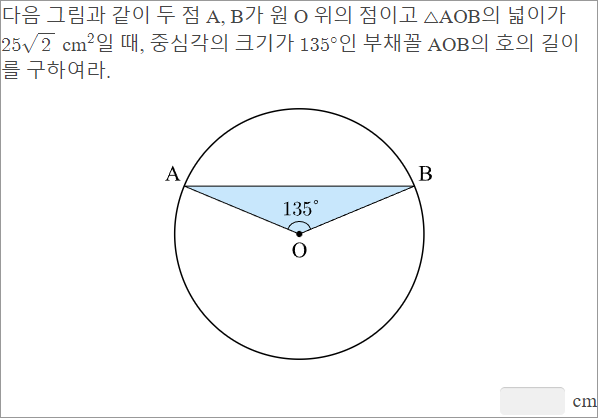 다음 그림과 같이 두 점 A, B가 원 O 위의 점이고 △AOB의 넓이가
25√2 cm²일 때, 중심각의 크기가 135°인 부채꼴 AOB의 호의 길이
를 구하여라.
A
B
135°
O
cm